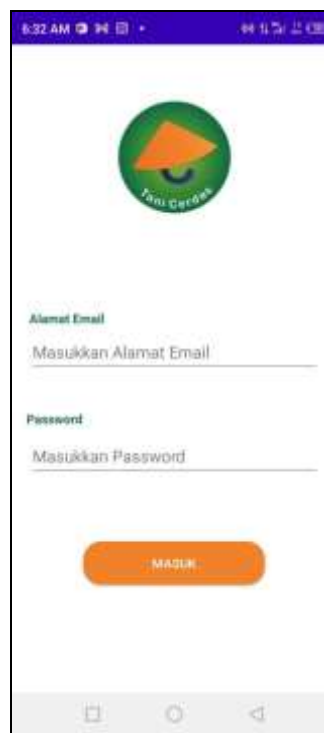 6:32 AM
Tani Cerdas
Alamat Email
Masukkan Alamat Email
Password
Masukkan Password
MASUK